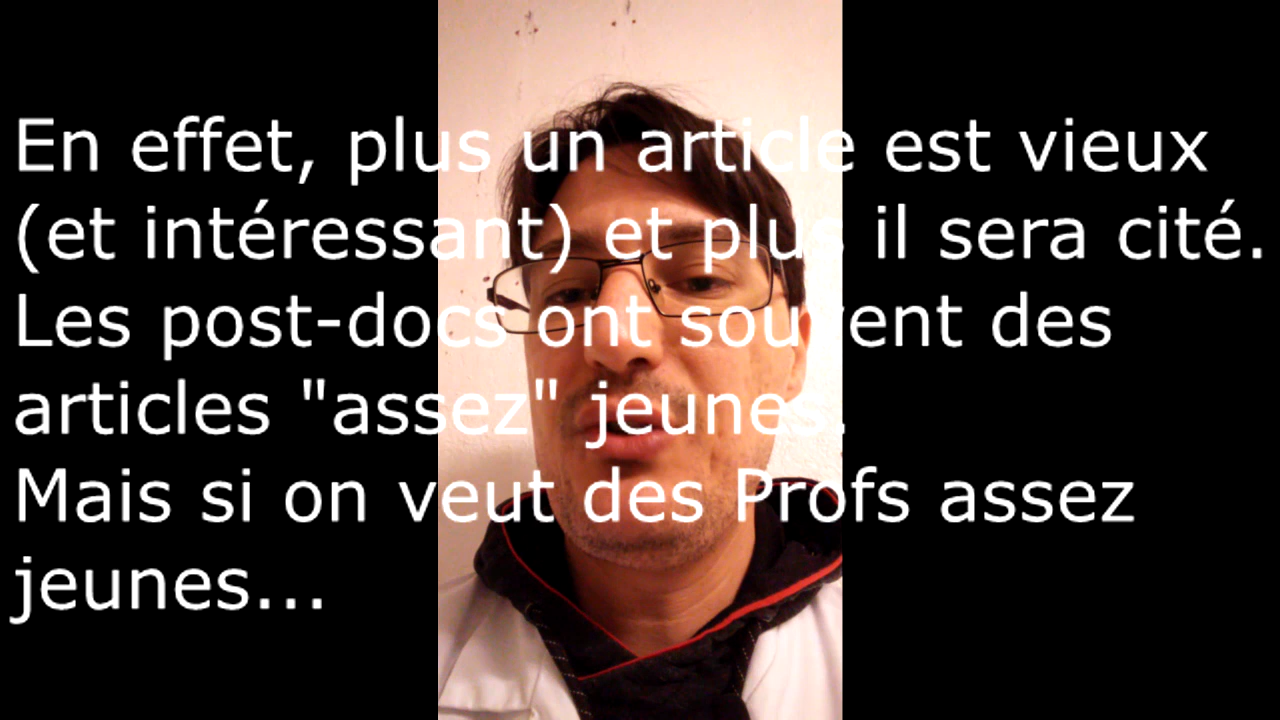 En effet, plus un article est vieux
(et intéressant) et plus il sera cité.
Les post-docs ont souvent des
articles "assez" jeunes.
Mais si on veut des Profs assez
jeunes...